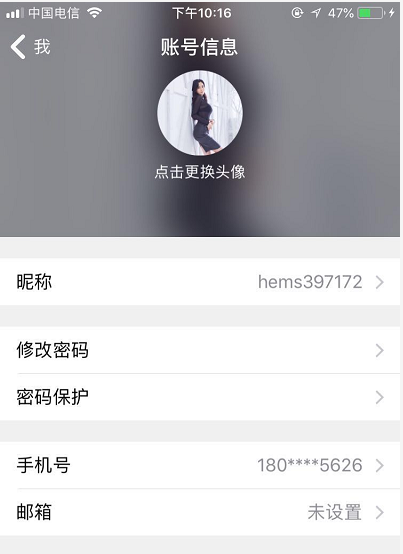 中国电信 下午10:16 47%
我 账号信息
点击更换头像
昵称 hems397172
修改密码
密码保护
手机号 180****5626
邮箱 未设置